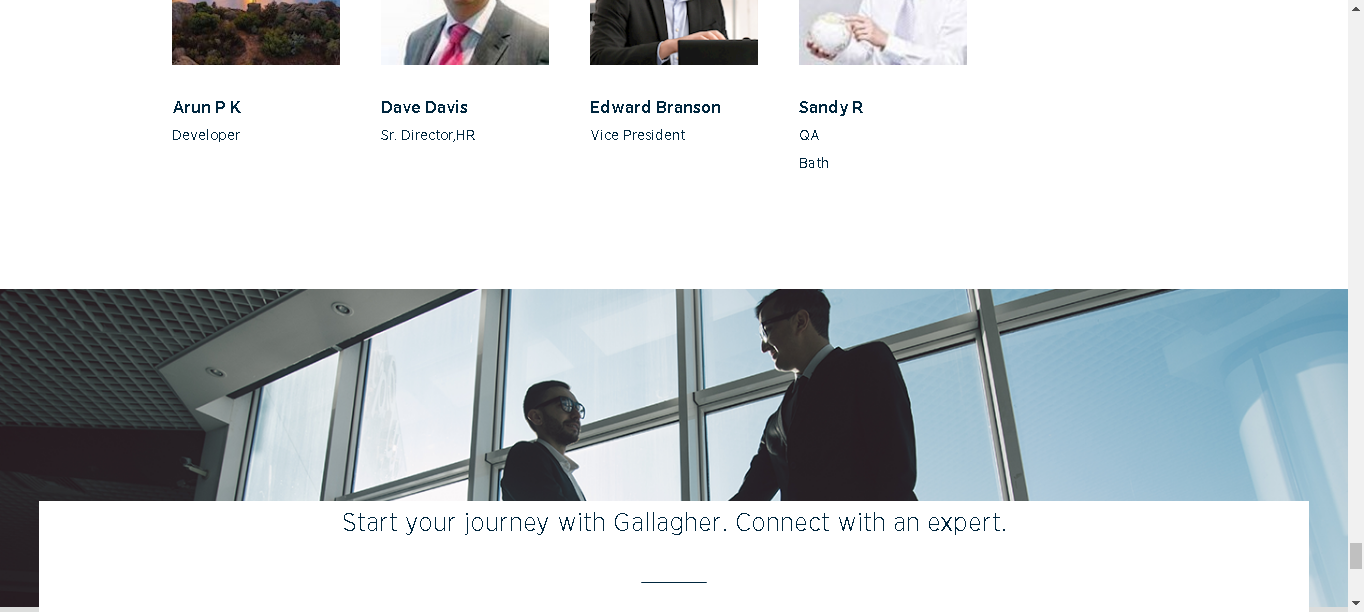 Arun P K
Developer
Dave Davis
Sr. Director,HR
Edward Branson
Vice President
Sandy R
QA
Bath
Start your journey with Gallagher. Connect with an expert.